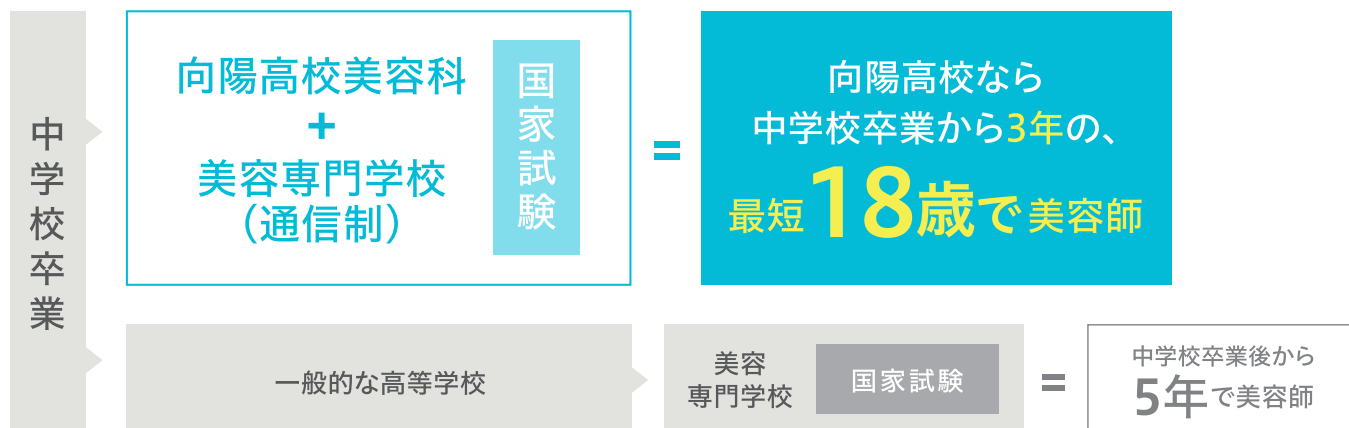 中学校卒業
向陽高校美容科
+
美容専門学校
（通信制）
国家試験
=
向陽高校なら
中学校卒業から3年の、
最短18歳で美容師
一般的な高等学校
美容
専門学校
国家試験
=
中学校卒業後から
5年で美容師